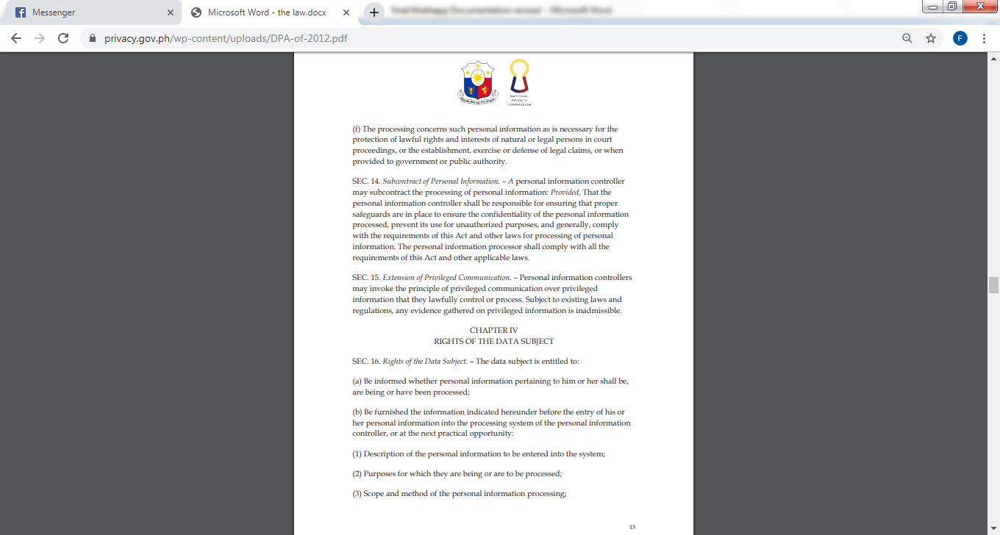 Messenger
Microsoft Word - the law.docx
privacy.gov.ph/wp-content/uploads/DPA-of-2012.pdf
F
NATIONAL
PRIVACY
COMMISSION
(f) The processing concerns such personal information as is necessary for the
protection of lawful rights and interests of natural or legal persons in court
proceedings, or the establishment, exercise or defense of legal claims, or when
provided to government or public authority.
SEC. 14. Subcontract of Personal Information. – A personal information controller
may subcontract the processing of personal information: Provided, That the
personal information controller shall be responsible for ensuring that proper
safeguards are in place to ensure the confidentiality of the personal information
processed, prevent its use for unauthorized purposes, and generally, comply
with the requirements of this Act and other laws for processing of personal
information. The personal information processor shall comply with all the
requirements of this Act and other applicable laws.
SEC. 15. Extension of Privileged Communication. – Personal information controllers
may invoke the principle of privileged communication over privileged
information that they lawfully control or process. Subject to existing laws and
regulations, any evidence gathered on privileged information is inadmissible.
CHAPTER IV
RIGHTS OF THE DATA SUBJECT
SEC. 16. Rights of the Data Subject. – The data subject is entitled to:
(a) Be informed whether personal information pertaining to him or her shall be,
are being or have been processed;
(b) Be furnished the information indicated hereunder before the entry of his or
her personal information into the processing system of the personal information
controller, or at the next practical opportunity:
(1) Description of the personal information to be entered into the system;
(2) Purposes for which they are being or are to be processed;
(3) Scope and method of the personal information processing;
13